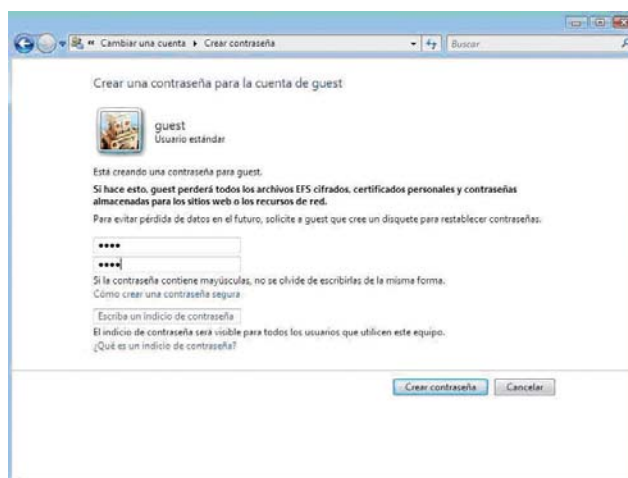 « Cambiar una cuenta ▸ Crear contraseña
Buscar
Crear una contraseña para la cuenta de guest
guest
Usuario estándar
Está creando una contraseña para guest.
Si hace esto, guest perderá todos los archivos EFS cifrados, certificados personales y contraseñas
almacenadas para los sitios web o los recursos de red.
Para evitar pérdida de datos en el futuro, solicite a guest que cree un disquete para restablecer contraseñas.
••••
••••
Si la contraseña contiene mayúsculas, no se olvide de escribirlas de la misma forma.
Cómo crear una contraseña segura
Escriba un indicio de contraseña
El indicio de contraseña será visible para todos los usuarios que utilicen este equipo.
¿Qué es un indicio de contraseña?
Crear contraseña
Cancelar